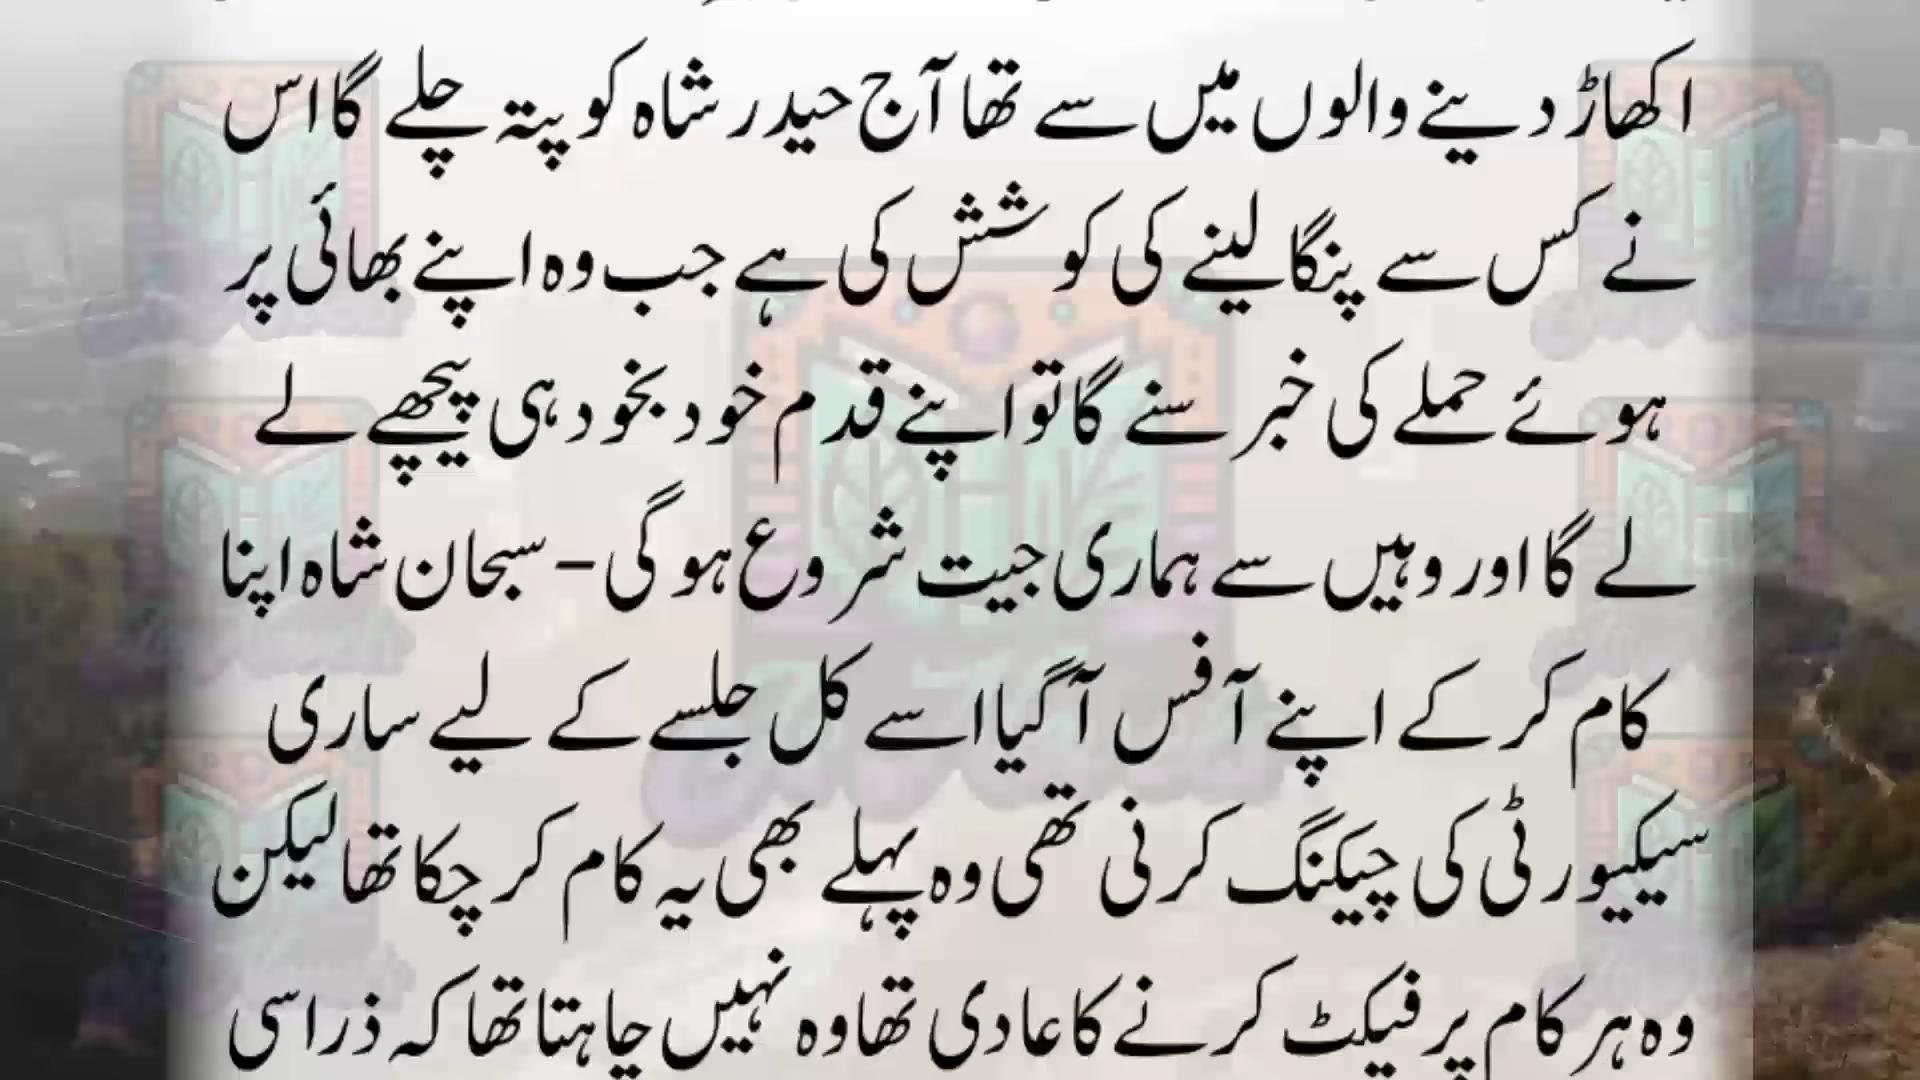 اکھاڑ دینے والوں میں سے تھا آج حیدر شاہ کو پتہ چلے گا اس
نے کس سے پنگا لینے کی کوشش کی ہے جب وہ اپنے بھائی پر
ہوئے حملے کی خبر سنے گا تو اپنے قدم خود بخود ہی پیچھے لے
لے گا اور وہیں سے ہماری جیت شروع ہو گی - سبحان شاہ اپنا
کام کر کے اپنے آفس آ گیا اسے کل جلسے کے لیے ساری
سیکیورٹی کی چیکنگ کرنی تھی وہ پہلے بھی یہ کام کر چکا تھا لیکن
وہ ہر کام پرفیکٹ کرنے کا عادی تھا وہ نہیں چاہتا تھا کہ ذرا سی